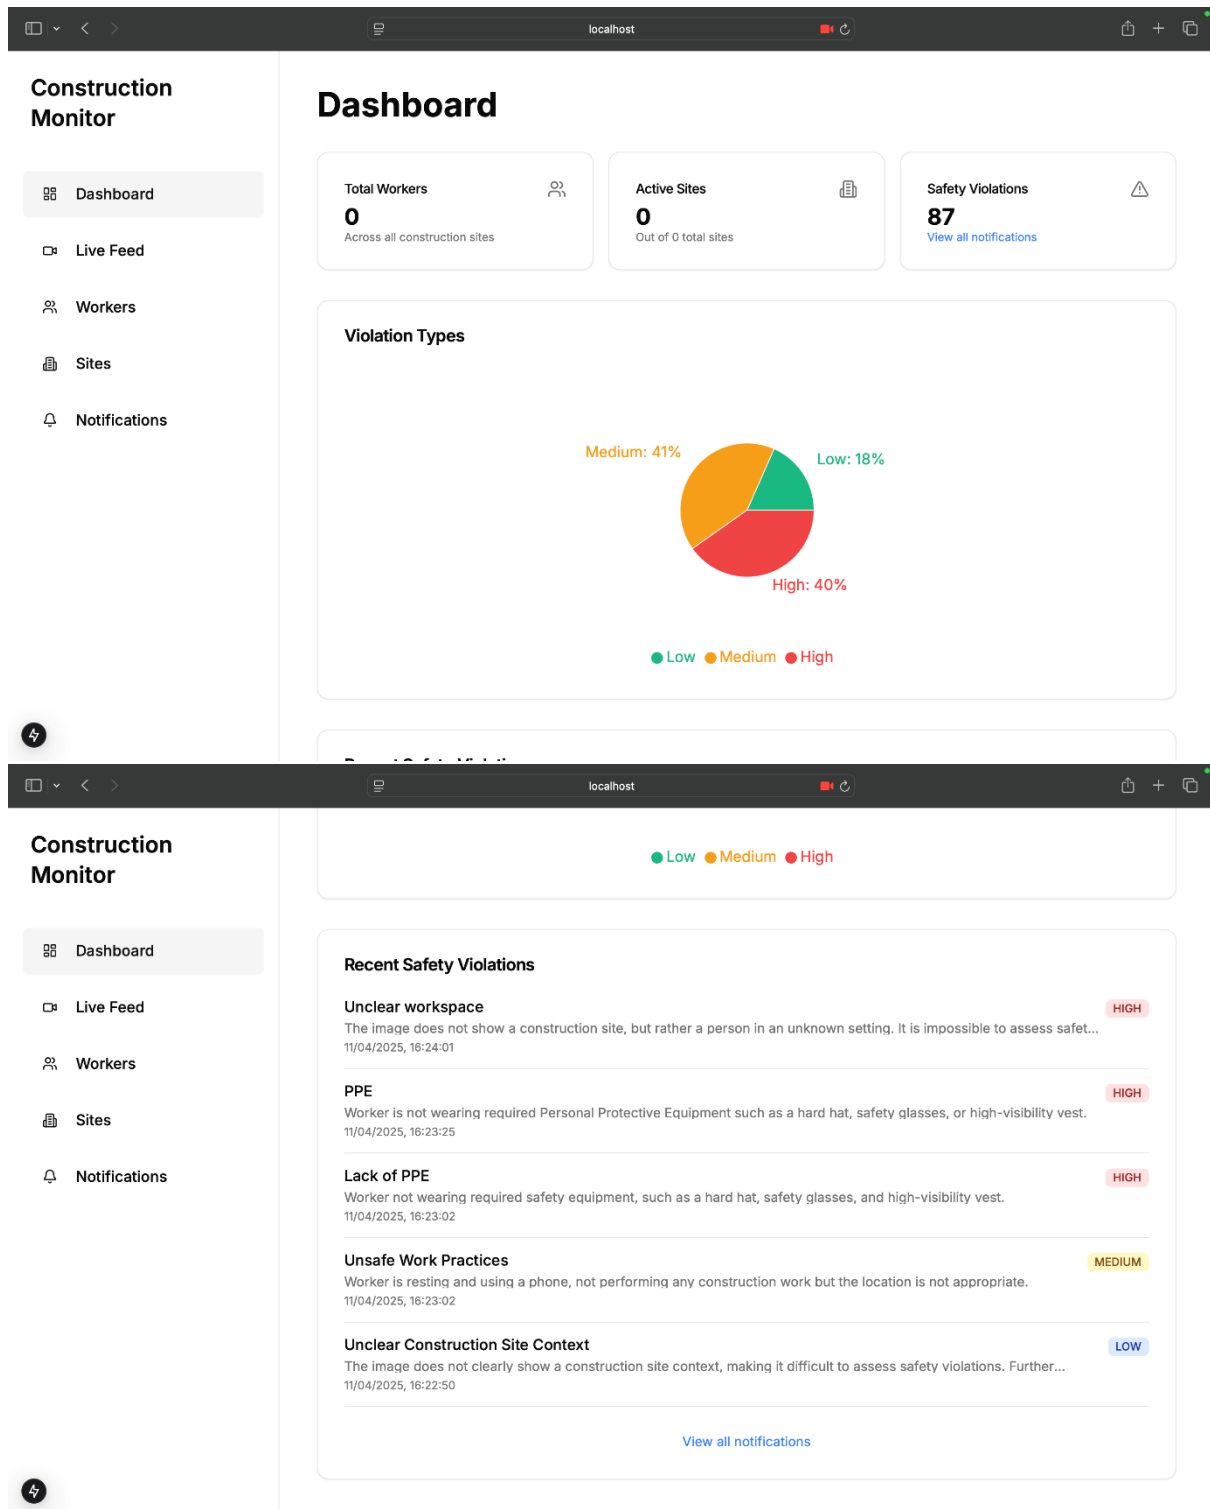 localhost
Construction
Monitor
Dashboard
Live Feed
Workers
Sites
Notifications
Dashboard
Total Workers
0
Across all construction sites
Active Sites
0
Out of 0 total sites
Safety Violations
87
View all notifications
Violation Types
Medium: 41%
Low: 18%
High: 40%
Low Medium High
Recent Safety Violations
localhost
Construction
Monitor
Dashboard
Live Feed
Workers
Sites
Notifications
Low Medium High
Recent Safety Violations
Unclear workspace
HIGH
The image does not show a construction site, but rather a person in an unknown setting. It is impossible to assess safet...
11/04/2025, 16:24:01
PPE
HIGH
Worker is not wearing required Personal Protective Equipment such as a hard hat, safety glasses, or high-visibility vest.
11/04/2025, 16:23:25
Lack of PPE
HIGH
Worker not wearing required safety equipment, such as a hard hat, safety glasses, and high-visibility vest.
11/04/2025, 16:23:02
Unsafe Work Practices
MEDIUM
Worker is resting and using a phone, not performing any construction work but the location is not appropriate.
11/04/2025, 16:23:02
Unclear Construction Site Context
LOW
The image does not clearly show a construction site context, making it difficult to assess safety violations. Further...
11/04/2025, 16:22:50
View all notifications